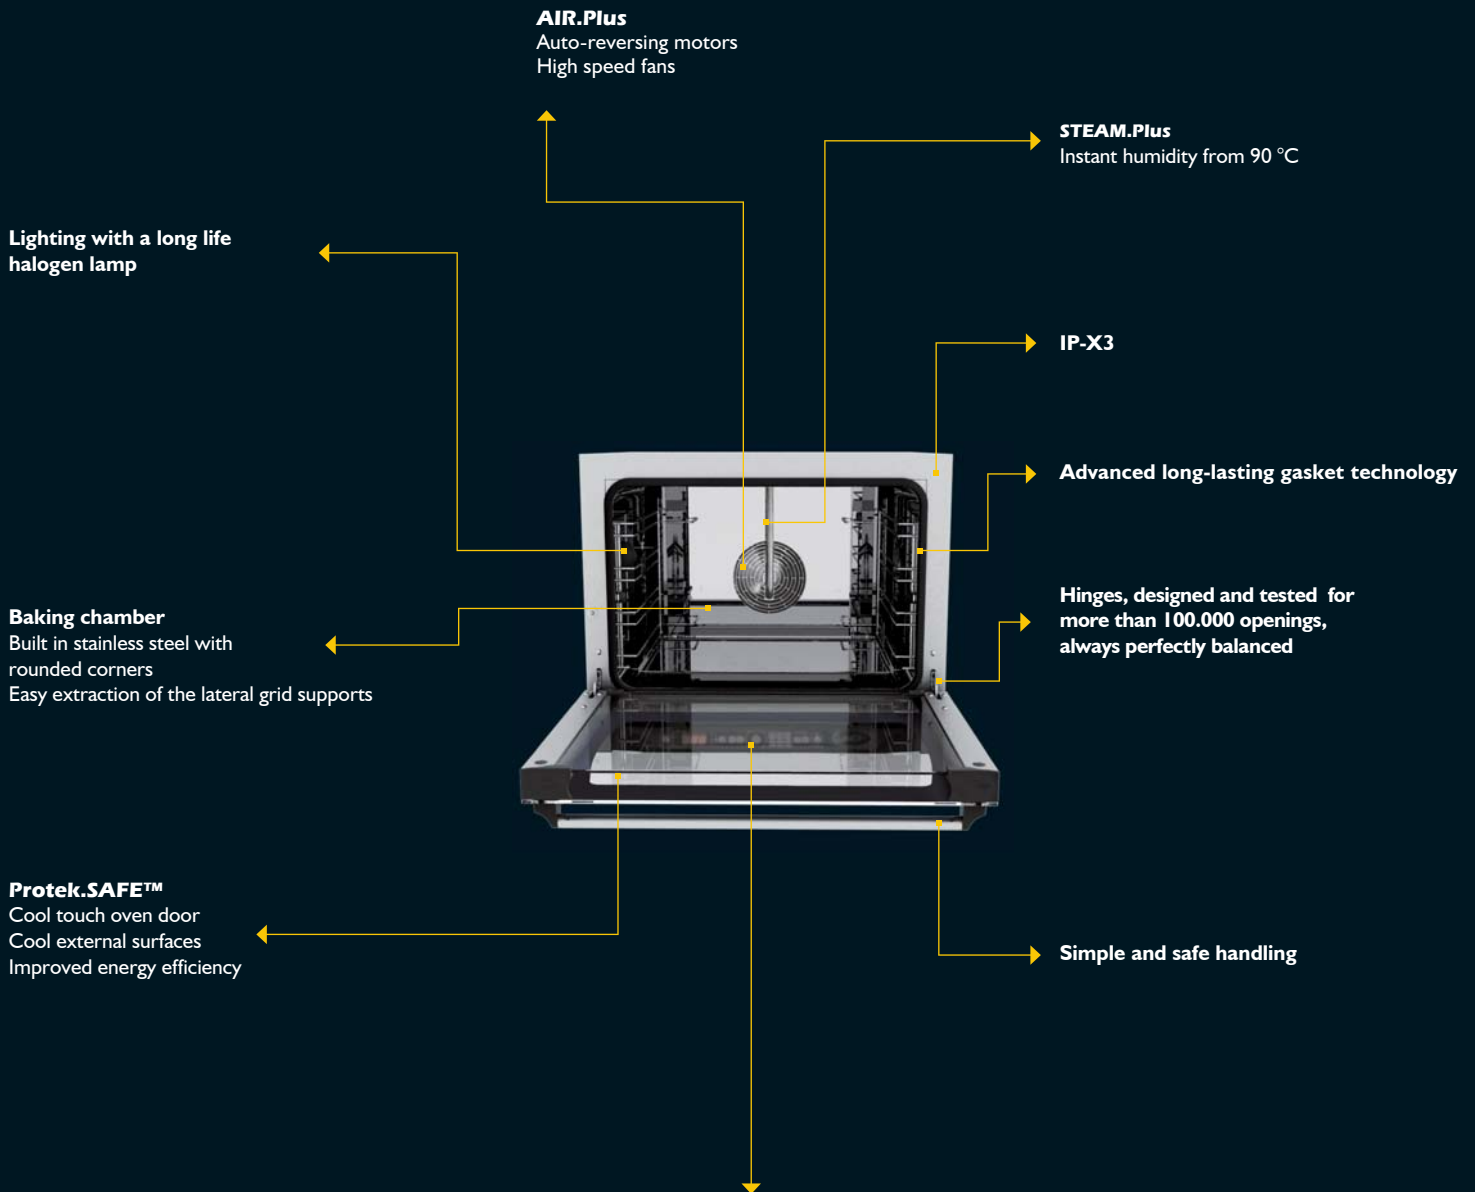 AIR.Plus
Auto-reversing motors
High speed fans
STEAM.Plus
Instant humidity from 90 °C
Lighting with a long life
halogen lamp
IP-X3
Advanced long-lasting gasket technology
Hinges, designed and tested for
more than 100.000 openings,
always perfectly balanced
Baking chamber
Built in stainless steel with
rounded corners
Easy extraction of the lateral grid supports
Protek.SAFE™
Cool touch oven door
Cool external surfaces
Improved energy efficiency
Simple and safe handling